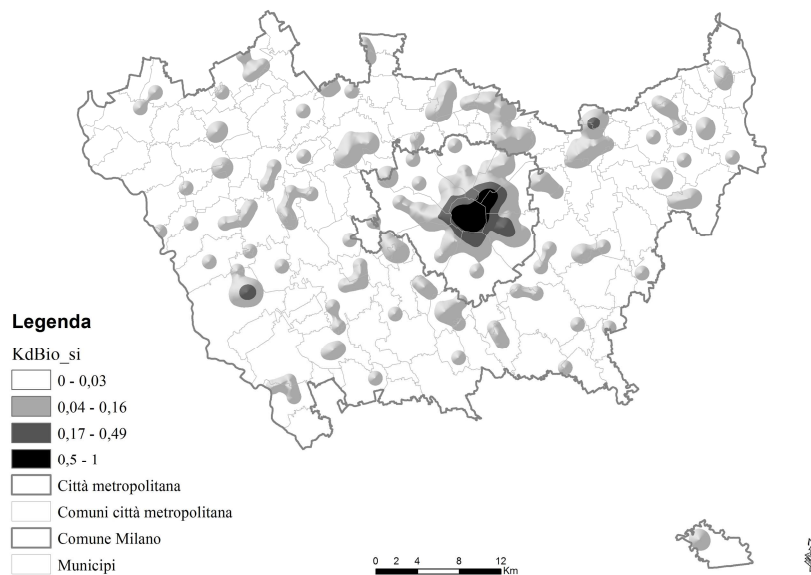 Legenda
KdBio_si
0 - 0,03
0,04 - 0,16
0,17 - 0,49
0,5 - 1
Città metropolitana
Comuni città metropolitana
Comune Milano
Municipi
0 2 4 8 12
Km